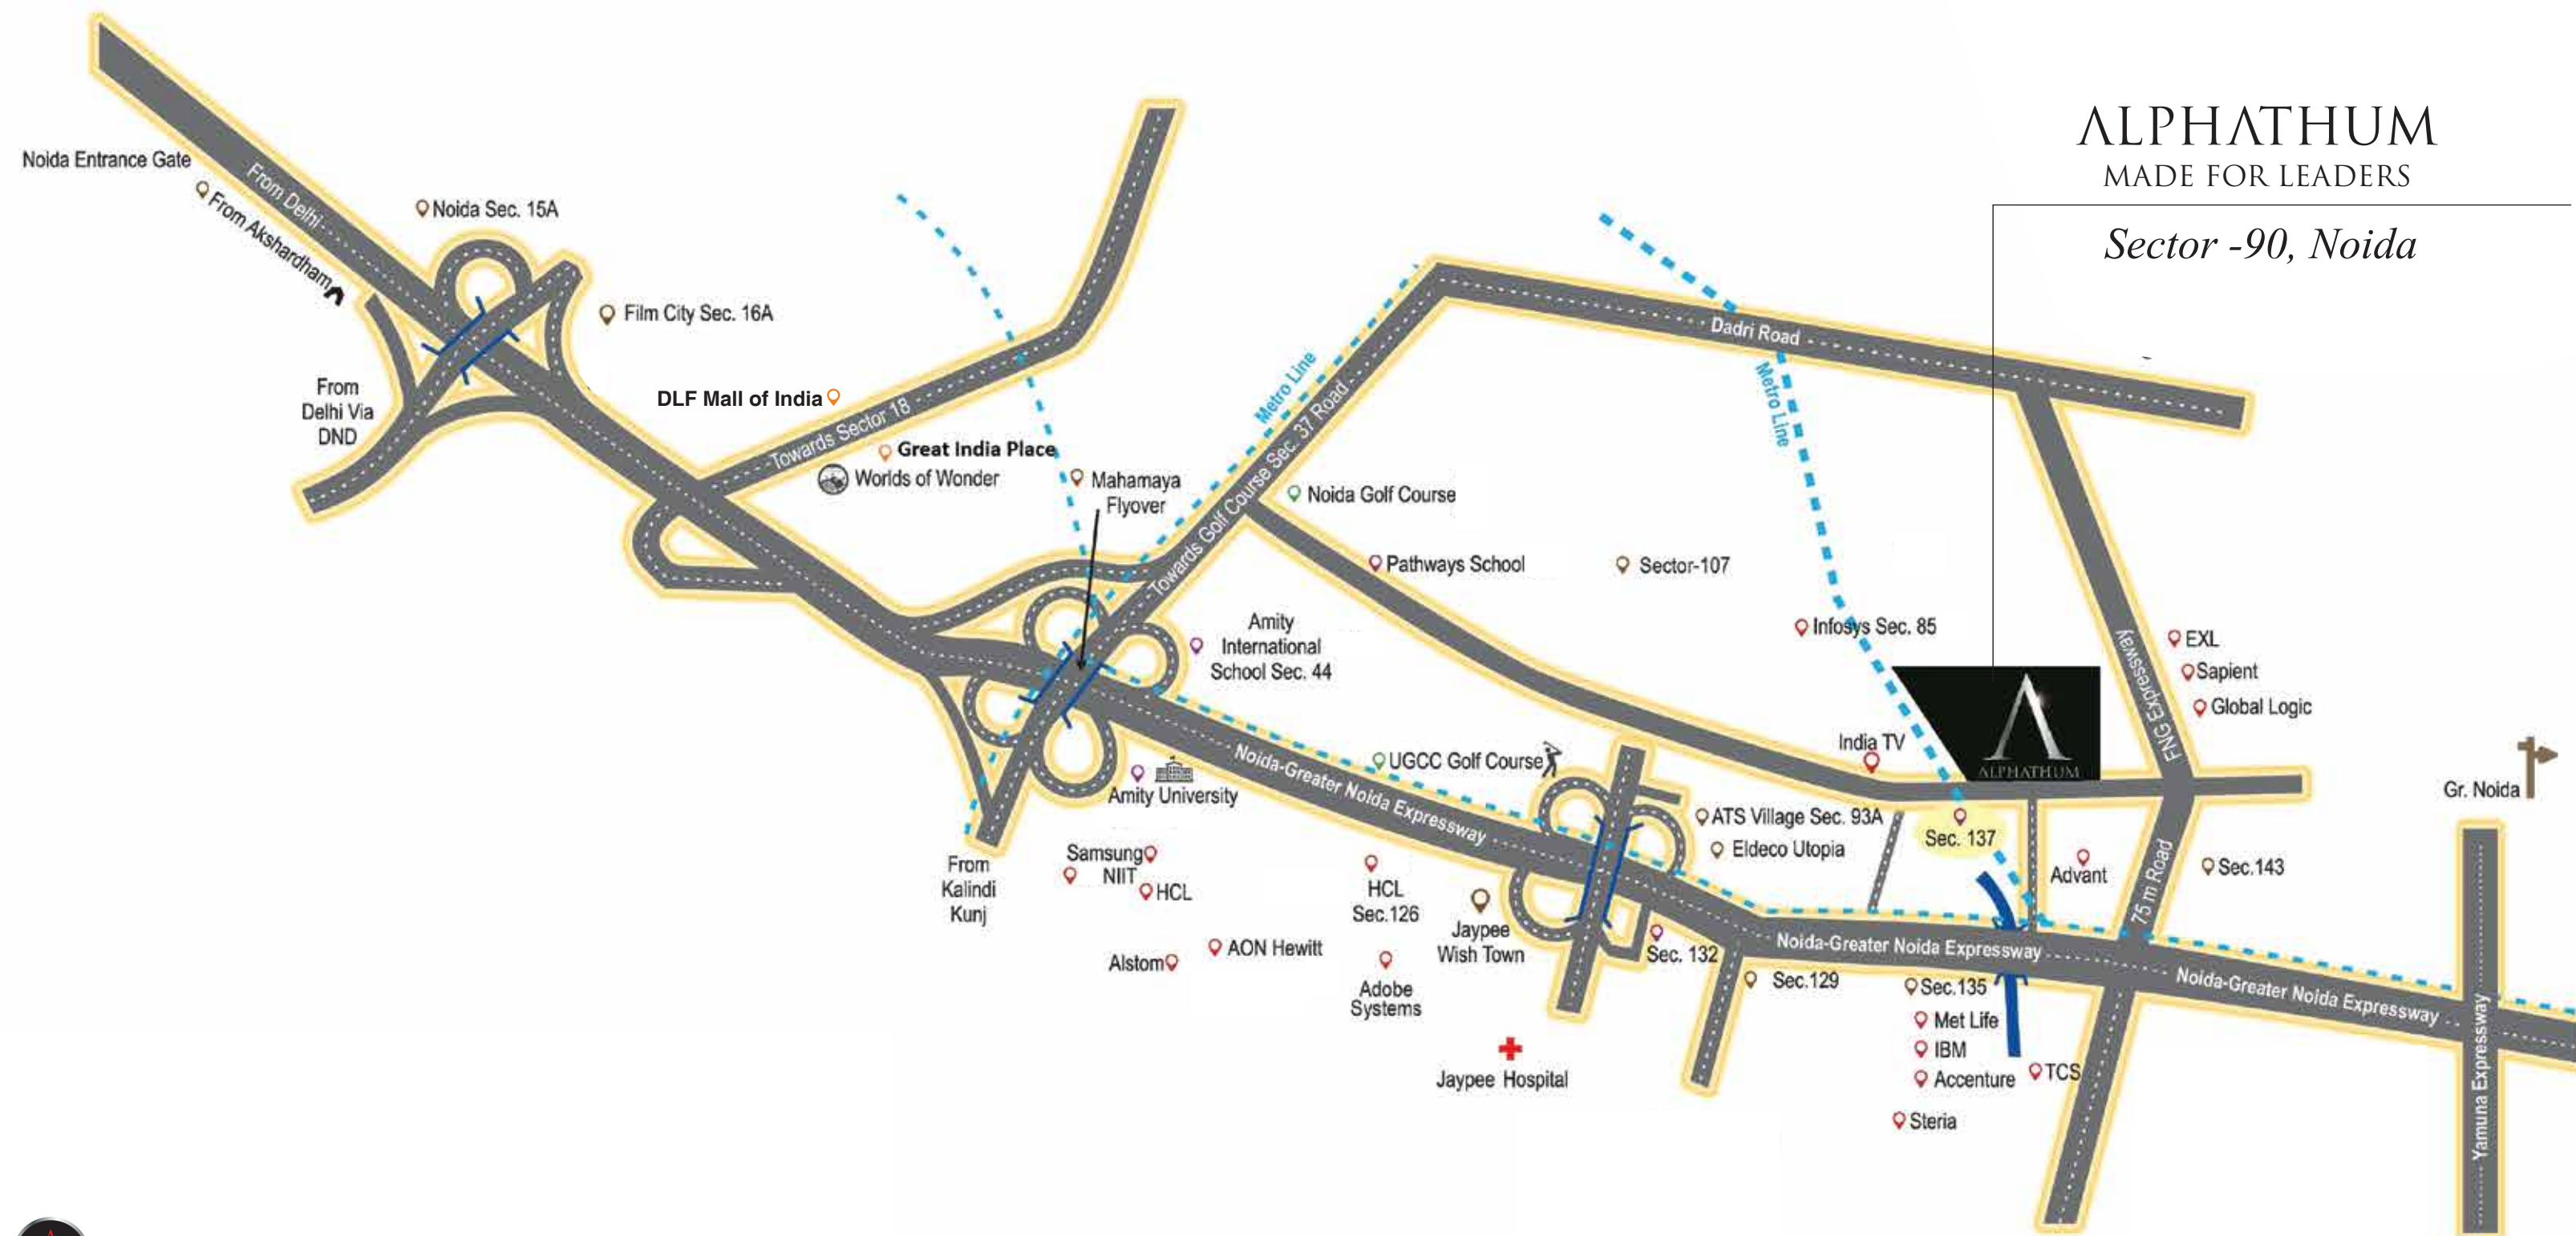 ALPHATHUM
MADE FOR LEADERS
Sector -90, Noida
Noida Entrance Gate
From Delhi
From Akshardham
Noida Sec. 15A
Film City Sec. 16A
From
Delhi Via
DND
DLF Mall of India
Towards Sector 18
Great India Place
Worlds of Wonder
Mahamaya
Flyover
Metro Line
Towards Golf Course Sec. 37 Road
Dadri Road
Metro Line
Noida Golf Course
Pathways School
Sector-107
Infosys Sec. 85
Amity
International
School Sec. 44
FNG Expressway
EXL
Sapient
Global Logic
India TV
ALPHATHUM
Gr. Noida
UGCC Golf Course
Noida-Greater Noida Expressway
Amity University
ATS Village Sec. 93A
Eldeco Utopia
Sec. 137
Advant
75 m Road
Sec.143
From
Kalindi
Kunj
Samsung
NIIT
HCL
HCL
Sec.126
Jaypee
Wish Town
AON Hewitt
Alstom
Adobe
Systems
Sec. 132
Noida-Greater Noida Expressway
Noida-Greater Noida Expressway
Sec.129
Sec.135
Met Life
IBM
Accenture
TCS
Steria
Jaypee Hospital
Yamuna Expressway